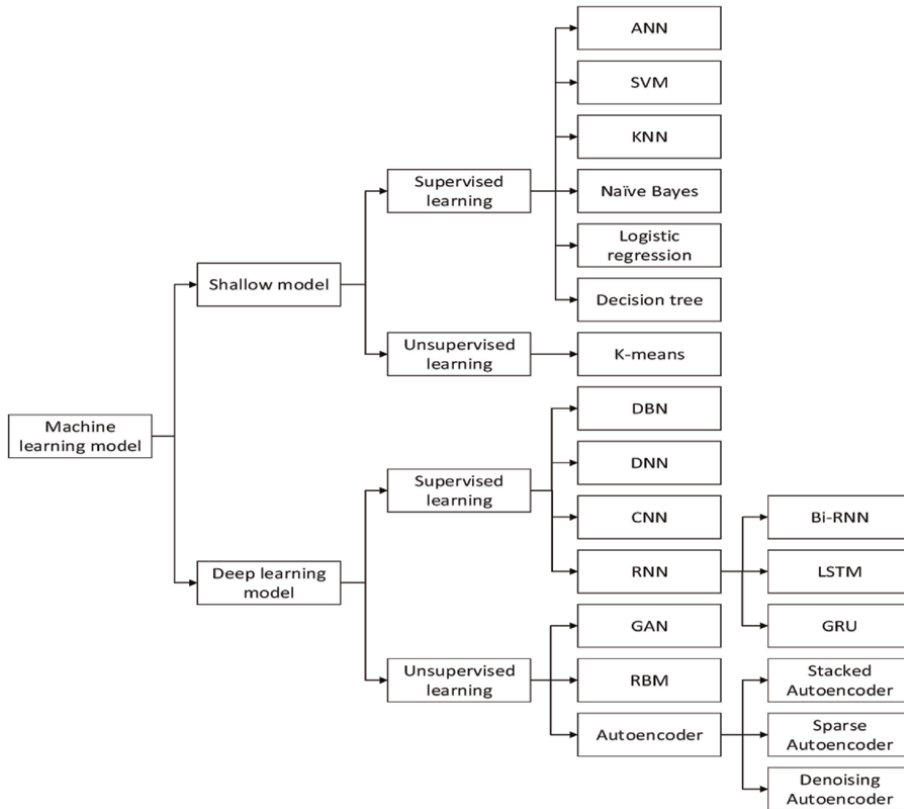 ANN
SVM
KNN
Supervised
learning
Naïve Bayes
Logistic
regression
Shallow model
Decision tree
Unsupervised
learning
K-means
DBN
Machine
learning model
DNN
Supervised
learning
CNN
Bi-RNN
Deep learning
model
RNN
LSTM
GAN
GRU
Unsupervised
learning
RBM
Stacked
Autoencoder
Autoencoder
Sparse
Autoencoder
Denoising
Autoencoder